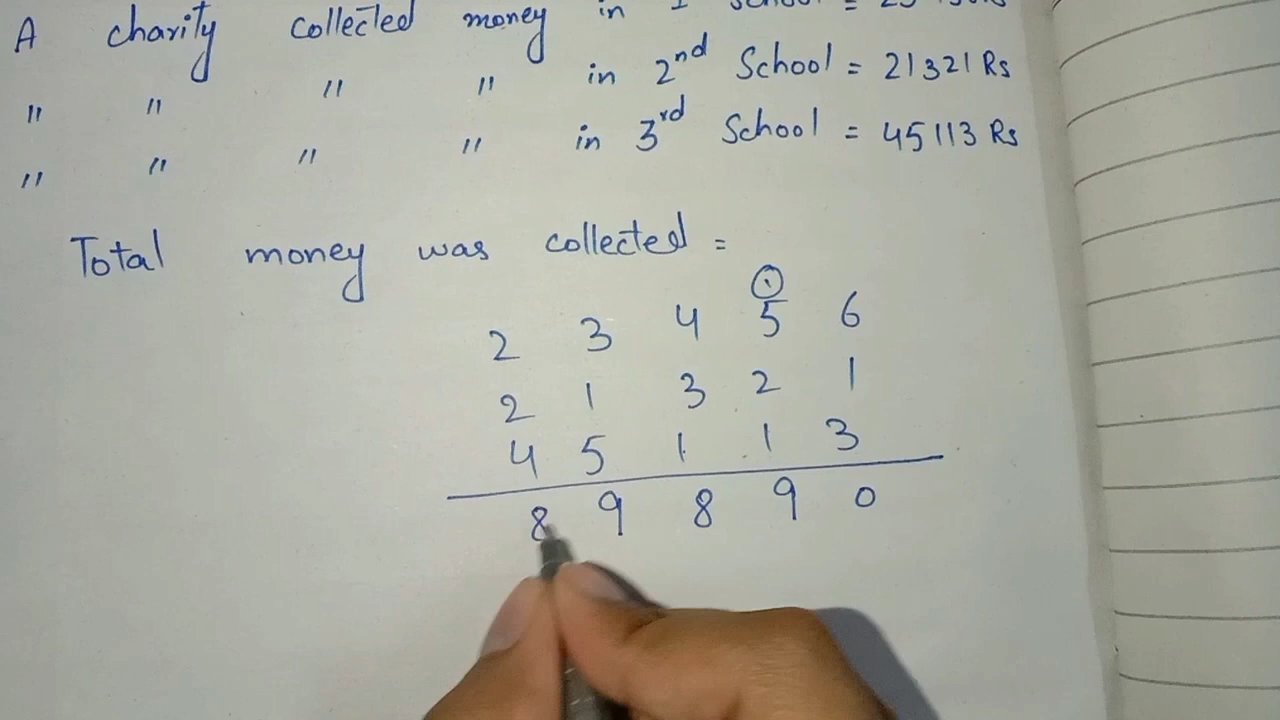 A charity collected money in 1 School =
" " " " in 2nd School = 21321 Rs
" " " " in 3rd School = 45113 Rs
Total money was collected =
1
2 3 4 5 6
2 1 3 2 1
4 5 1 1 3
8 9 8 9 0